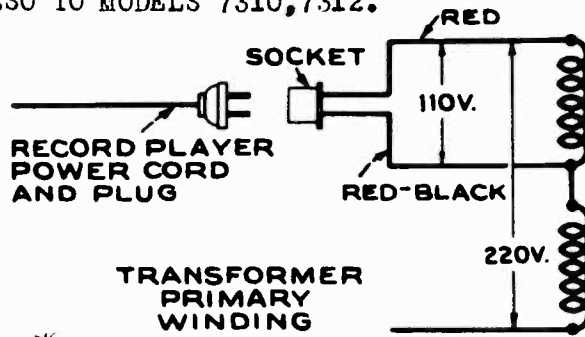 TO MODELS 7310,7312.
RED
SOCKET
110V.
RECORD PLAYER
POWER CORD
AND PLUG
RED-BLACK
220V.
TRANSFORMER
PRIMARY
WINDING